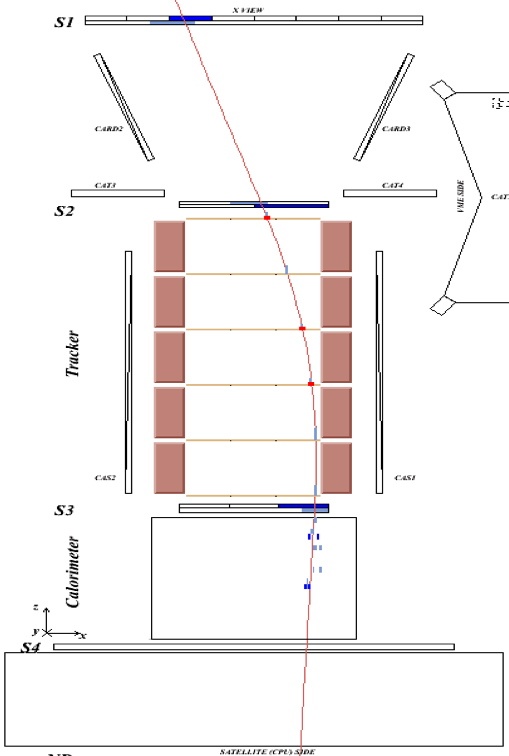 X VIEW
S1
CARD2
CARD3
CAT3
CAT4
S2
VME SIDE
Tracker
CAS2
CAS1
S3
Calorimeter
z
y
x
S4
SATELLITE (CPU) SIDE